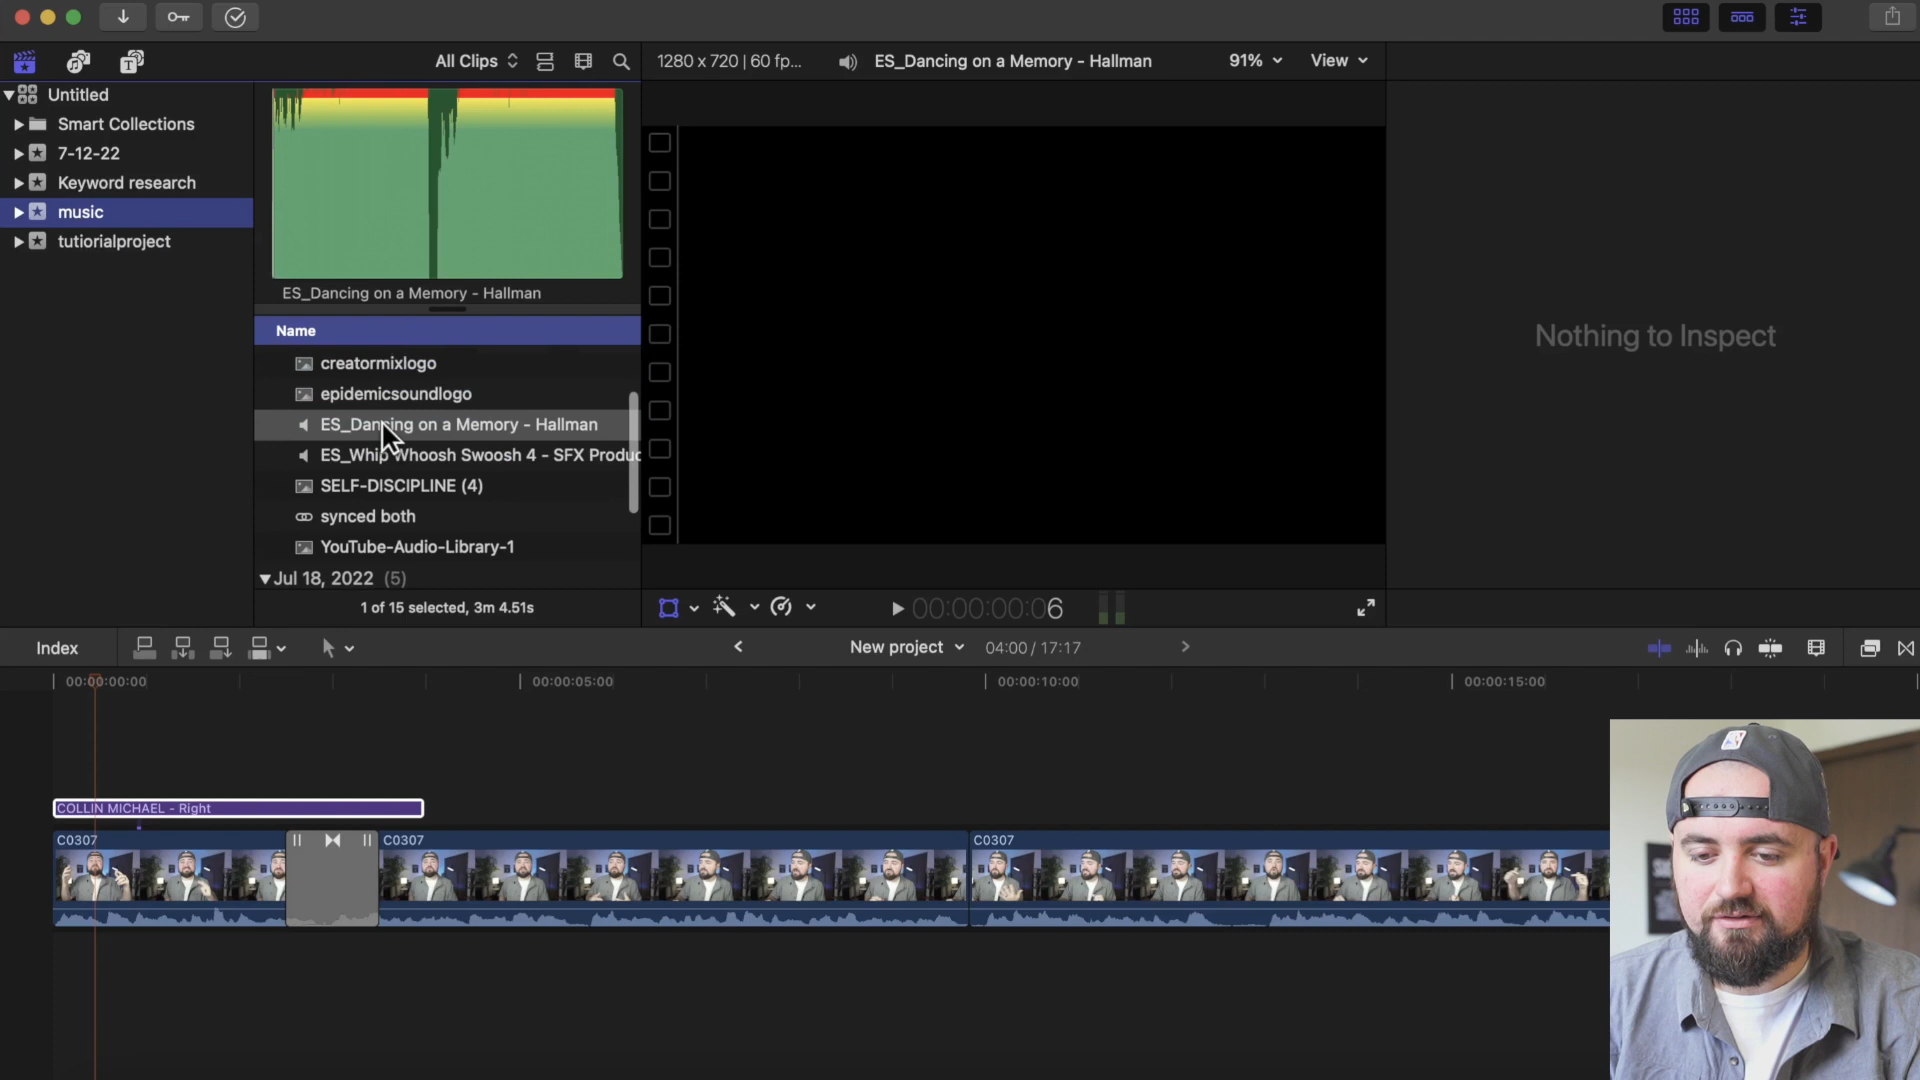 All Clips
1280 x 720 | 60 fp...
ES_Dancing on a Memory - Hallman
91%
View
Untitled
Smart Collections
7-12-22
Keyword research
music
tutiorialproject
ES_Dancing on a Memory - Hallman
Name
creatormixlogo
epidemicsoundlogo
ES_Dancing on a Memory - Hallman
ES_Whip Whoosh Swoosh 4 - SFX Produc
SELF-DISCIPLINE (4)
synced both
YouTube-Audio-Library-1
Jul 18, 2022 (5)
1 of 15 selected, 3m 4.51s
Nothing to Inspect
00:00:00:06
Index
New project
04:00 / 17:17
00:00:00:00
00:00:05:00
00:00:10:00
00:00:15:00
COLLIN MICHAEL - Right
C0307
C0307
C0307